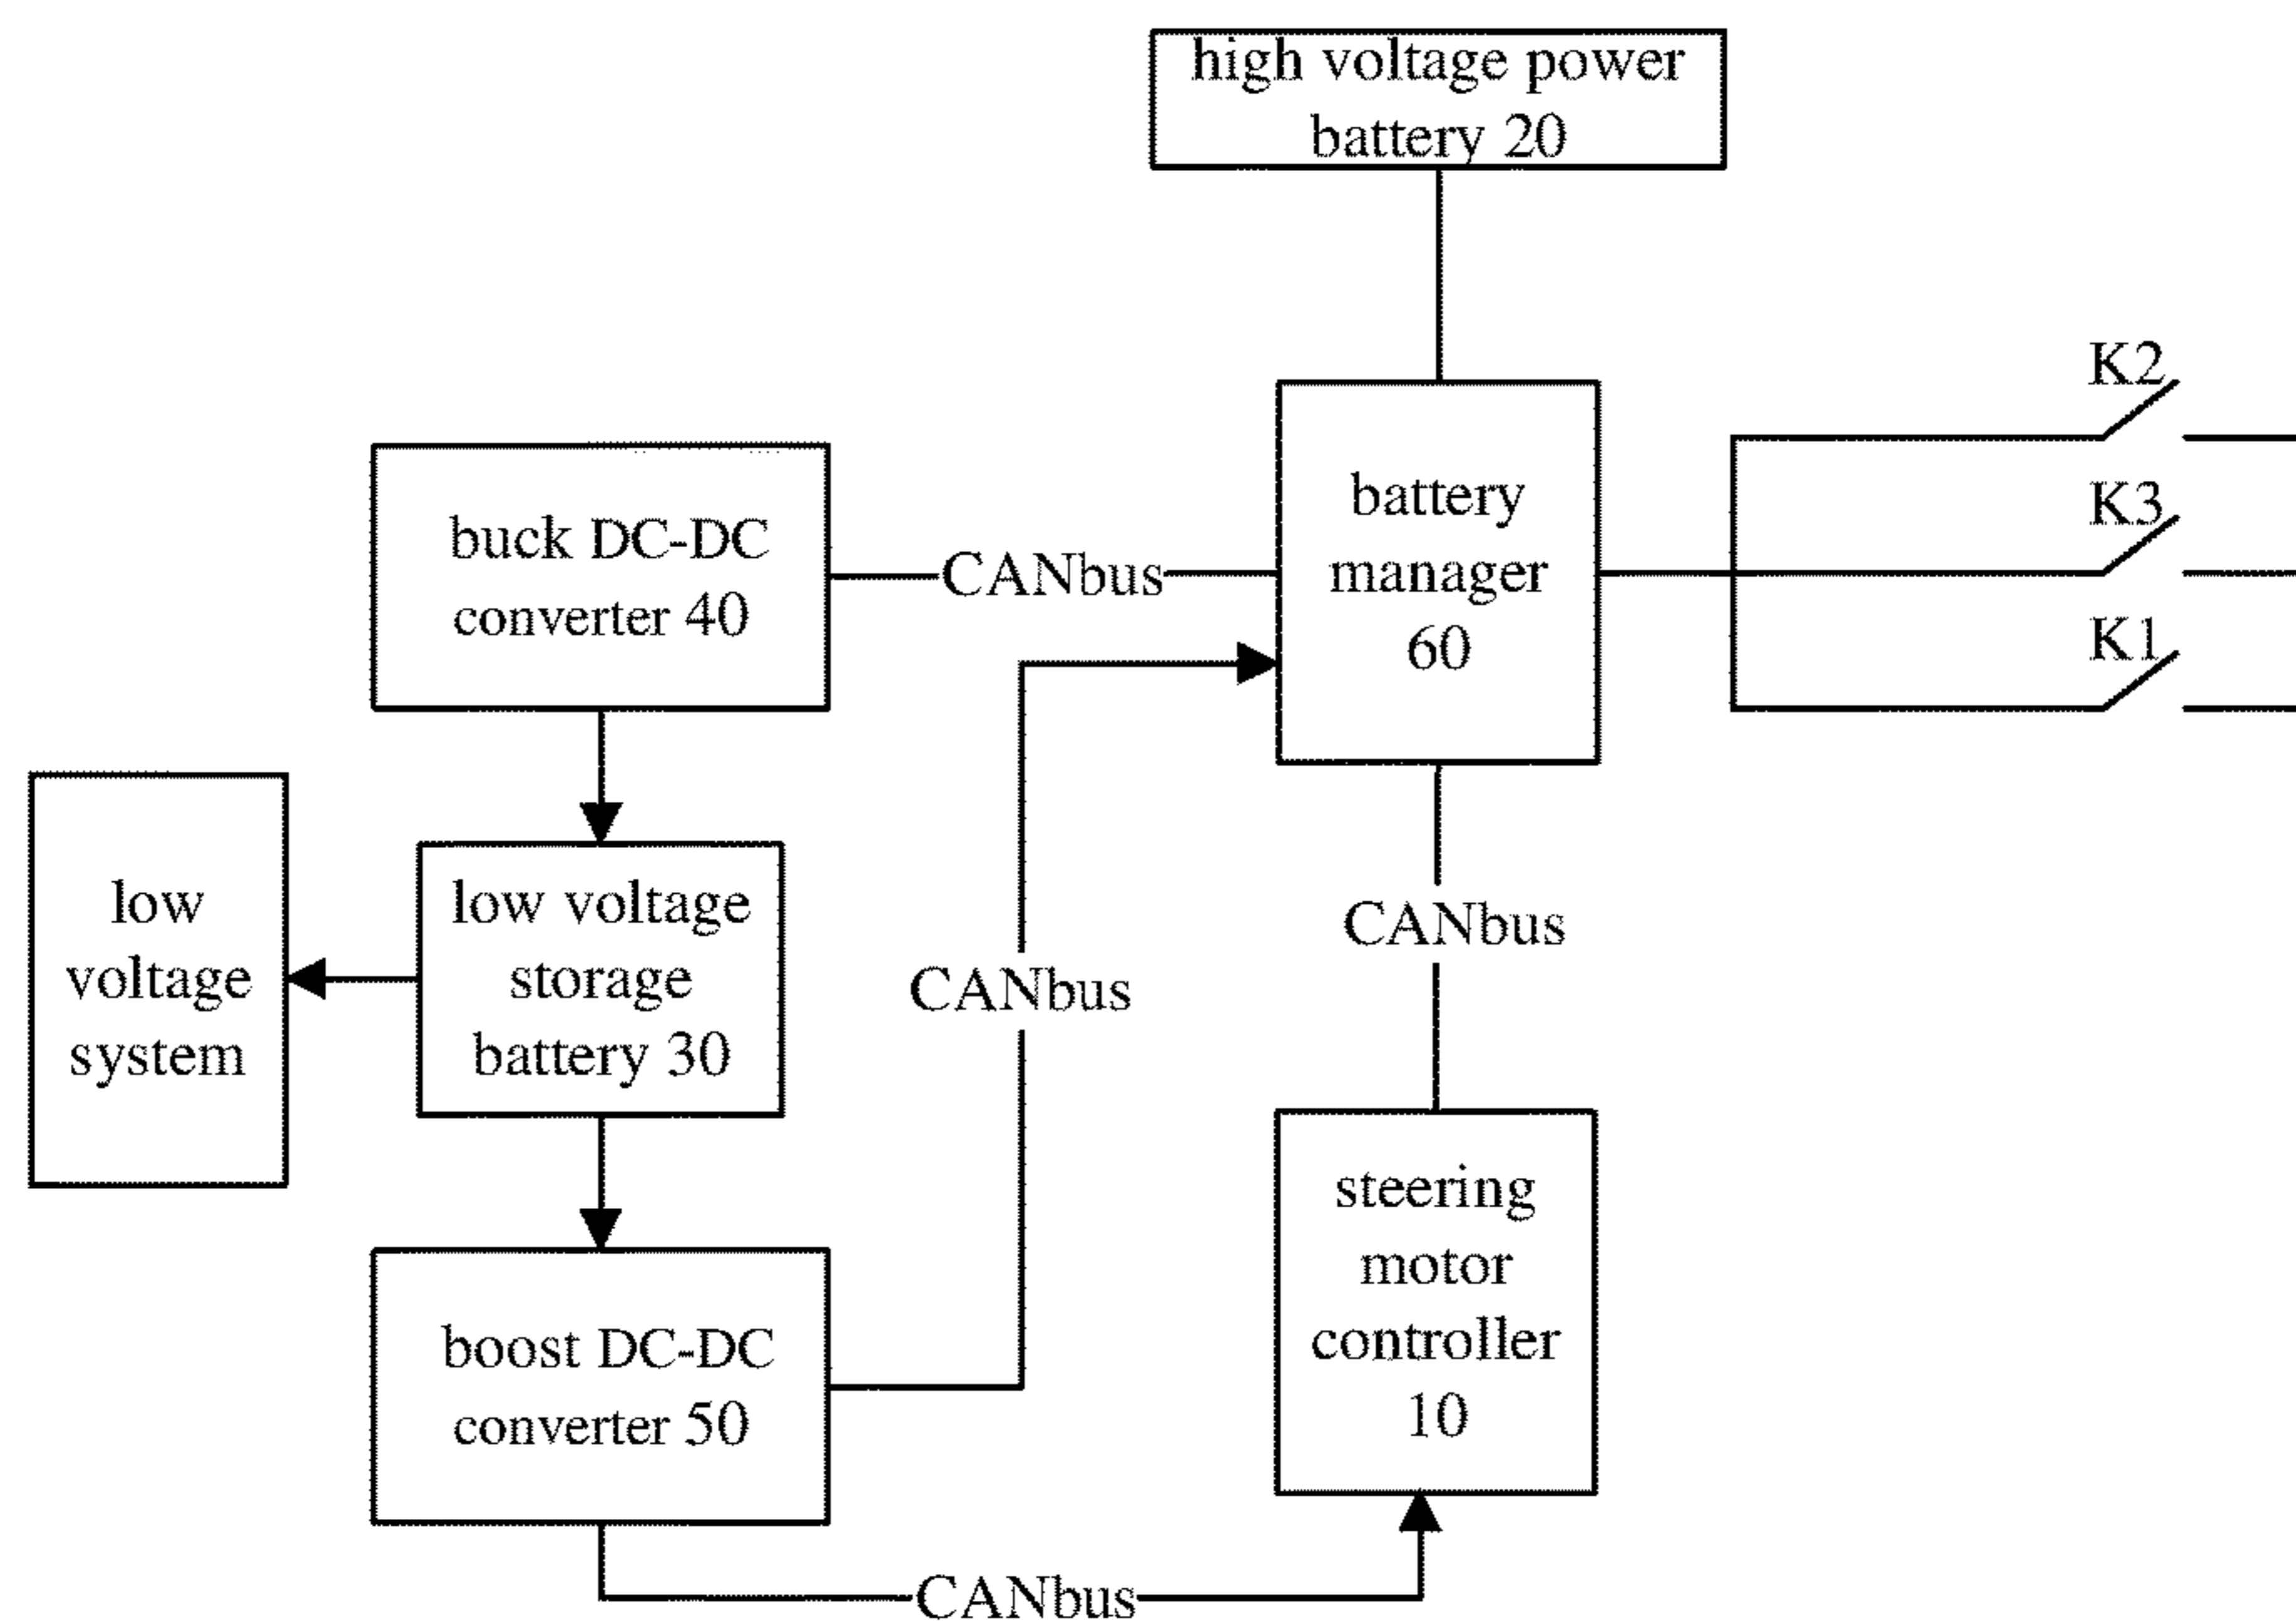 high voltage power
battery 20
K2
K3
K1
battery
manager
60
buck DC-DC
converter 40
CANbus
low
voltage
system
low voltage
storage
battery 30
CANbus
CANbus
boost DC-DC
converter 50
steering
motor
controller
10
CANbus